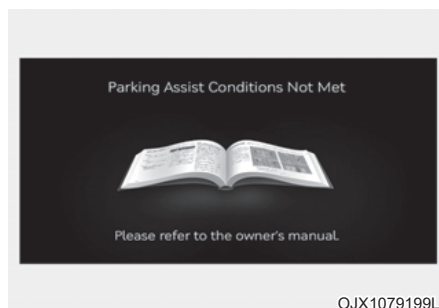 Parking Assist Conditions Not Met
Please refer to the owner's manual.
OJX1079199L